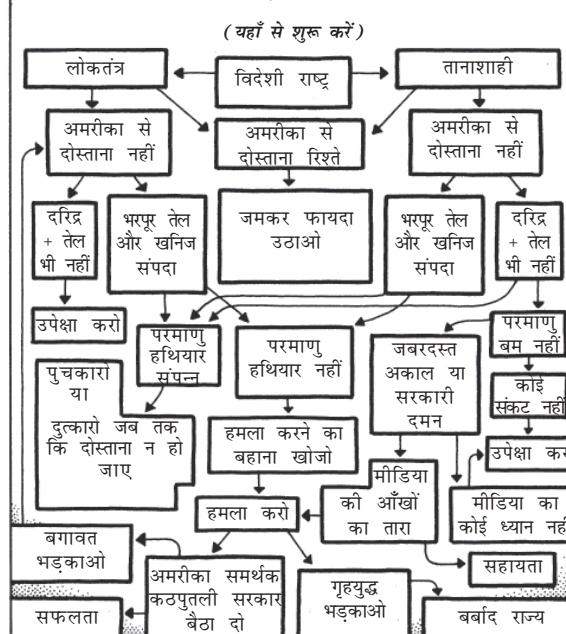 (यहाँ से शुरू करें)
लोकतंत्र
विदेशी राष्ट्र
तानाशाही
अमरीका से
दोस्ताना नहीं
अमरीका से
दोस्ताना रिश्ते
अमरीका से
दोस्ताना नहीं
दरिद्र
+ तेल
भी नहीं
भरपूर तेल
और खनिज
संपदा
जमकर फायदा
उठाओ
भरपूर तेल
और खनिज
संपदा
दरिद्र
+ तेल
भी नहीं
उपेक्षा करो
परमाणु
हथियार
संपन्न
परमाणु
हथियार नहीं
जबरदस्त
अकाल या
सरकारी
दमन
परमाणु
बम नहीं
कोई
संकट नहीं
उपेक्षा कर
पुचकारो
या
दुत्कारो जब तक
कि दोस्ताना न हो
जाए
हमला करने का
बहाना खोजो
हमला करो
मीडिया
की आँखों
का तारा
मीडिया का
कोई ध्यान नह
सहायता
बगावत
भड़काओ
अमरीका समर्थक
कठपुतली सरकार
बैठा दो
गृहयुद्ध
भड़काओ
सफलता
बर्बाद राज्य